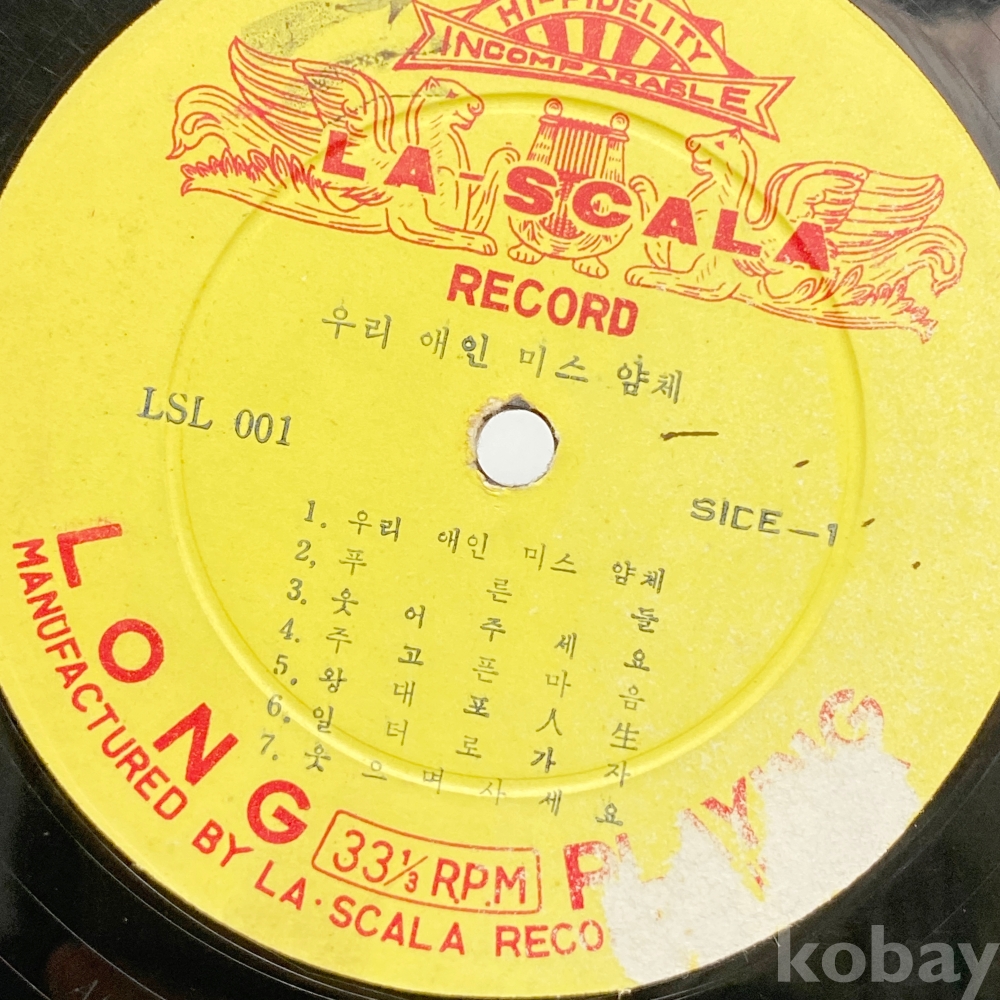 HI-FIDELITY
INCOMPARABLE
LA-SCALA
RECORD
우리 애인 미스 얌체
LSL 001
SICE-1
1. 우리 애인 미스 얌체
2, 푸 른 들
3. 웃 어 주 세 요
4. 주 고 픈 마 음
5. 왕 대 포 人 生
6. 일 터 로 가 자
7. 웃 으 며 사 세 요
LONG PLAYING
33⅓ R.P.M
MANUFACTURED BY LA·SCALA RECO
kobay